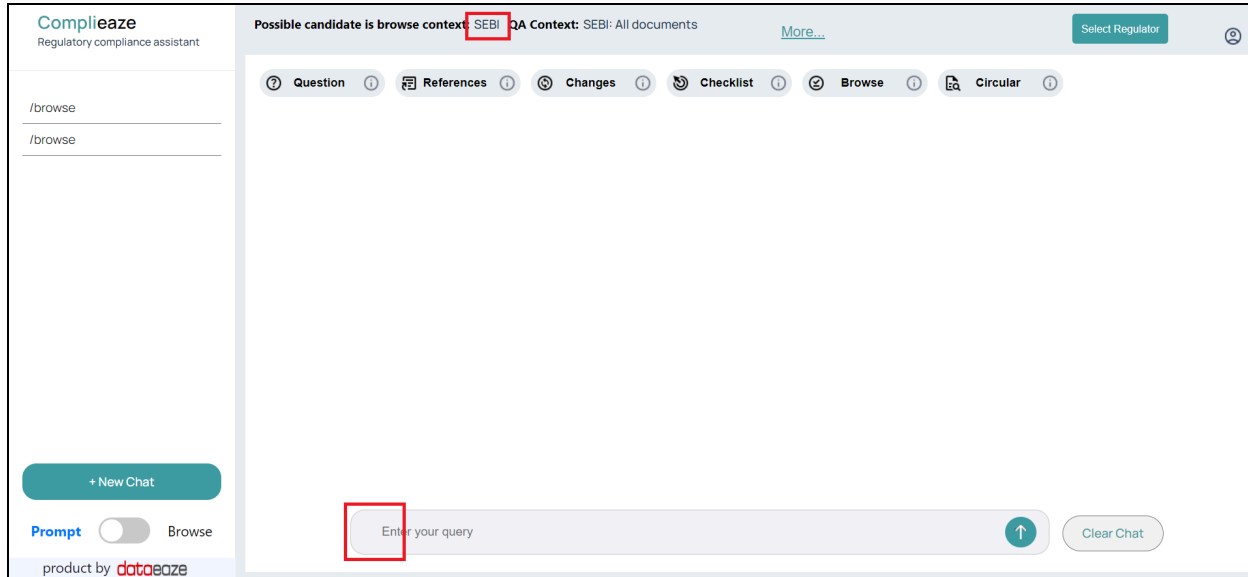 Complieaze
Regulatory compliance assistant
Possible candidate is browse context: SEBI QA Context: SEBI: All documents
More...
Select Regulator
Question
References
Changes
Checklist
Browse
Circular
/browse
/browse
+ New Chat
Prompt Browse
Enter your query
Clear Chat
product by dataeaze